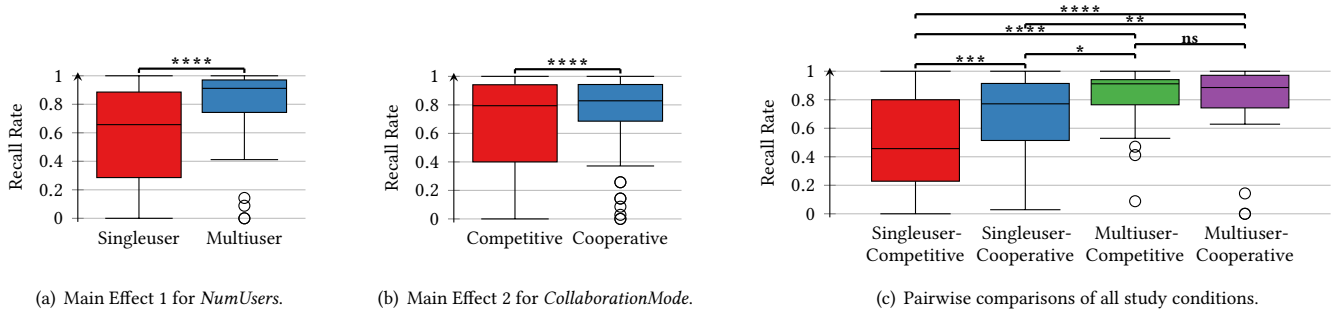 ****
Recall Rate
1
0.8
0.6
0.4
0.2
0
Singleuser Multiuser
(a) Main Effect 1 for NumUsers.
****
Recall Rate
1
0.8
0.6
0.4
0.2
0
Competitive Cooperative
(b) Main Effect 2 for CollaborationMode.
****
**
****
ns
***
*
Recall Rate
1
0.8
0.6
0.4
0.2
0
Singleuser- Singleuser- Multiuser- Multiuser-
Competitive Cooperative Competitive Cooperative
(c) Pairwise comparisons of all study conditions.